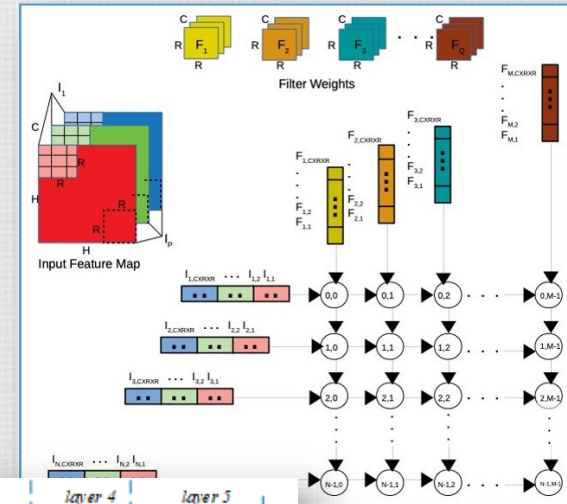 C C C C
R F1 R F2 R F3 . . . R FQ
R R R R
Filter Weights
I1
C
R
R
H
R
R
H
IP
Input Feature Map
FM,CXRXR
FM,2
FM,1
F3,CXRXR
F3,2
F3,1
F2,CXRXR
F2,2
F2,1
F1,CXRXR
F1,2
F1,1
I1,CXRXR ... I1,2 I1,1
0,0 0,1 0,2 . . . 0,M-1
I2,CXRXR ... I2,2 I2,1
1,0 1,1 1,2 . . . 1,M-1
I3,CXRXR ... I3,2 I3,1
2,0 2,1 2,2 . . . 2,M-1
IN,CXRXR ... IN,2 IN,1
N-1,0 N-1,1 N-1,2 . . . N-1,M-1
layer 4 layer 5